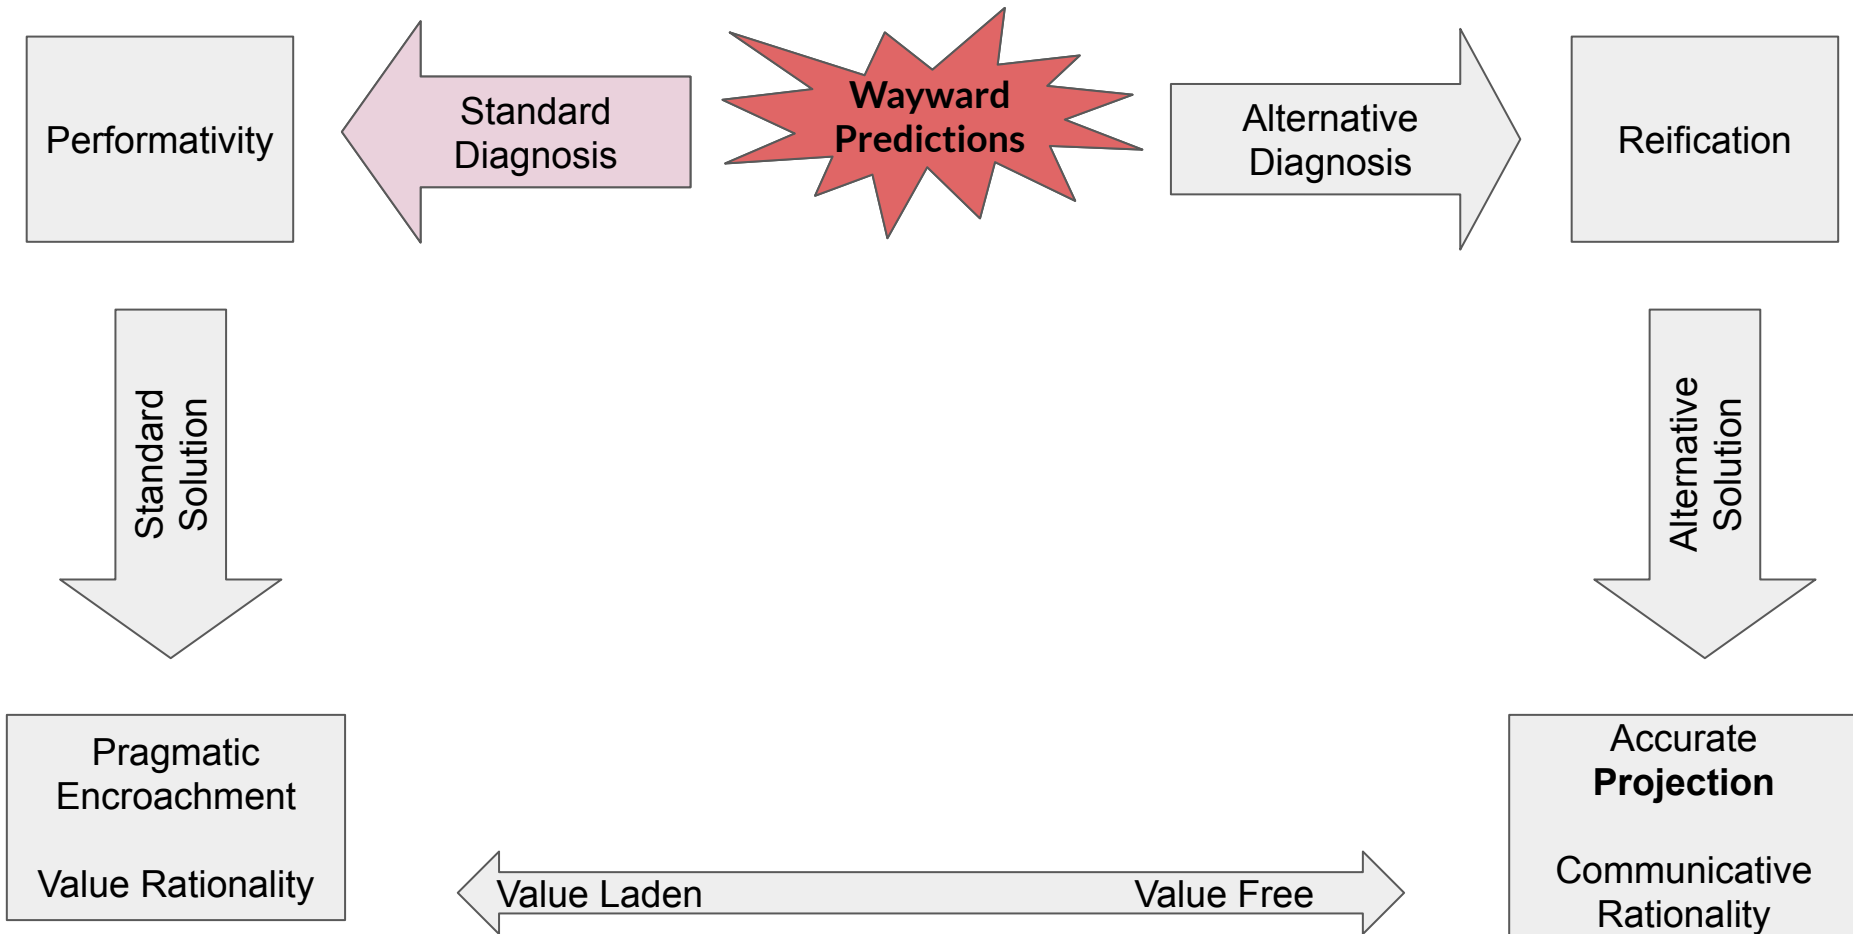 Performativity
Standard
Diagnosis
Wayward
Predictions
Alternative
Diagnosis
Reification
Standard
Solution
Alternative
Solution
Pragmatic
Encroachment
Value Rationality
Value Laden
Value Free
Accurate
Projection
Communicative
Rationality